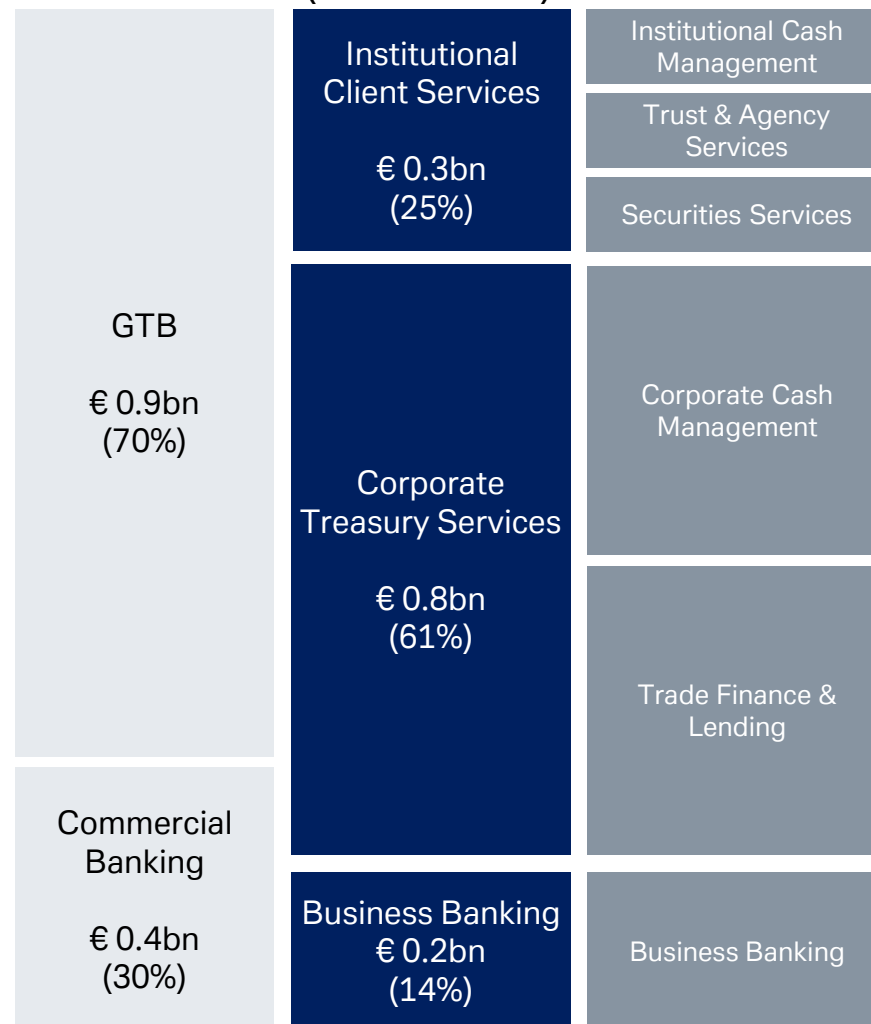 GTB
€ 0.9bn
(70%)
Commercial
Banking
€ 0.4bn
(30%)
Institutional
Client Services
€ 0.3bn
(25%)
Corporate
Treasury Services
€ 0.8bn
(61%)
Business Banking
€ 0.2bn
(14%)
Institutional Cash
Management
Trust & Agency
Services
Securities Services
Corporate Cash
Management
Trade Finance &
Lending
Business Banking